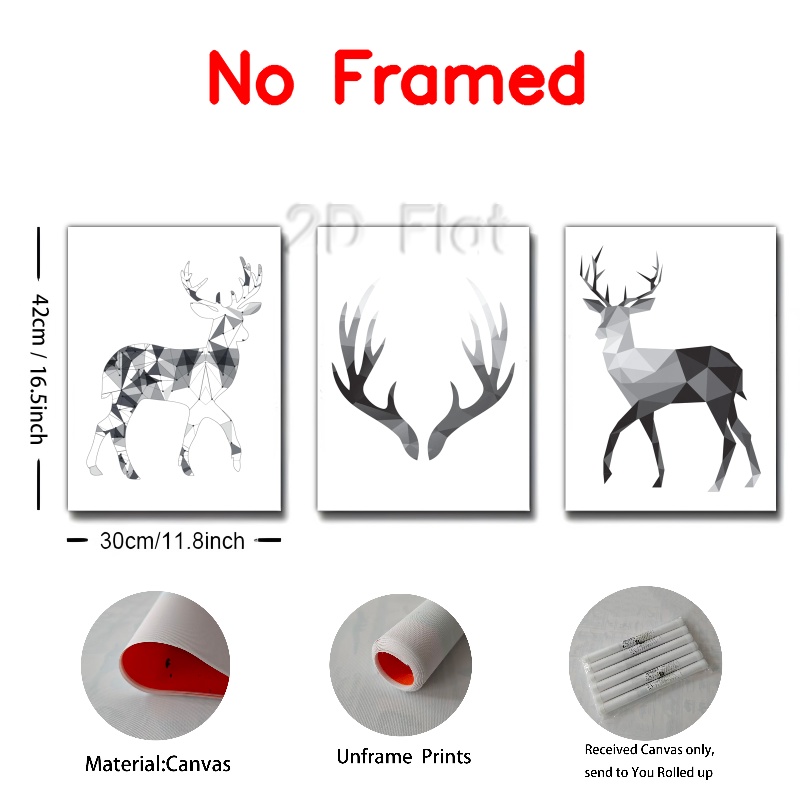 No Framed
2D Flat
42cm / 16.5inch
30cm/11.8inch
Material:Canvas
Unframe Prints
Received Canvas only,
send to You Rolled up